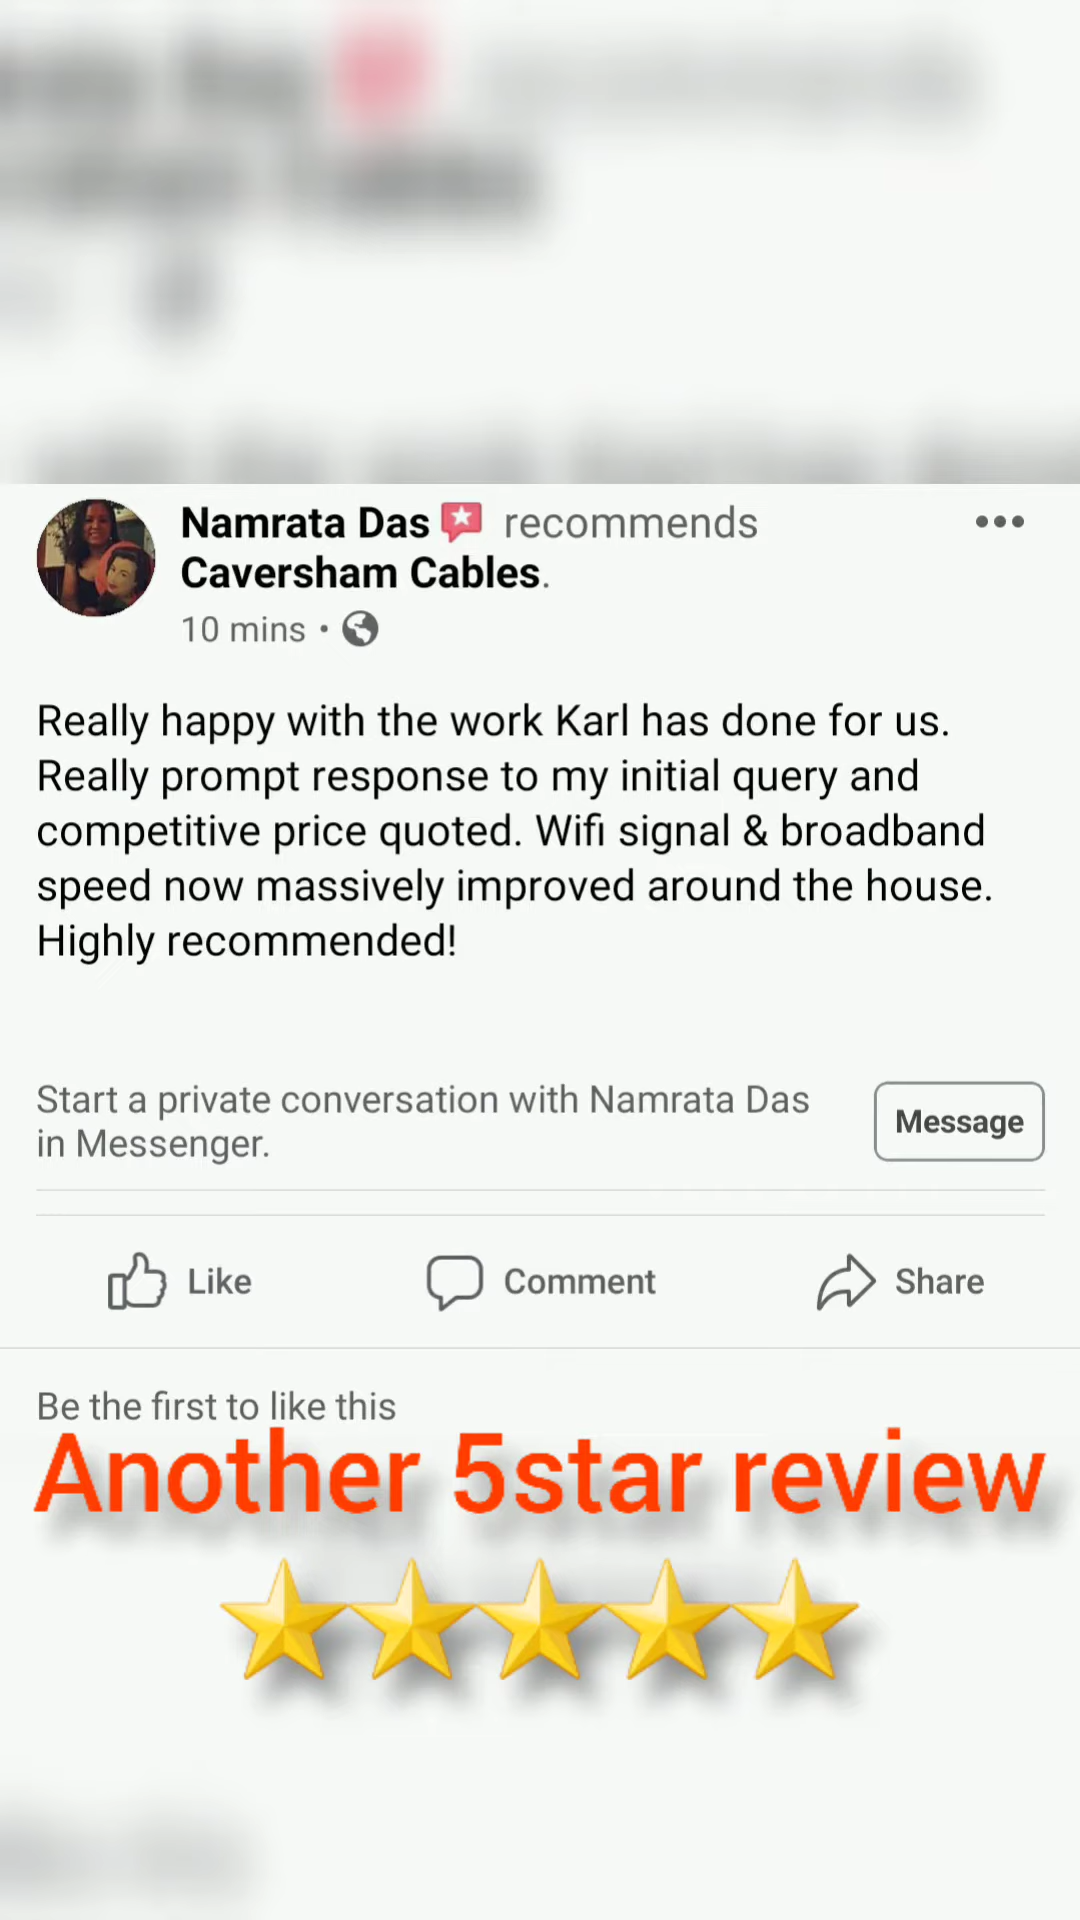 Namrata Das recommends
Caversham Cables.
10 mins •
Really happy with the work Karl has done for us.
Really prompt response to my initial query and
competitive price quoted. Wifi signal & broadband
speed now massively improved around the house.
Highly recommended!
Start a private conversation with Namrata Das
in Messenger.
Message
Like
Comment
Share
Be the first to like this
Another 5star review